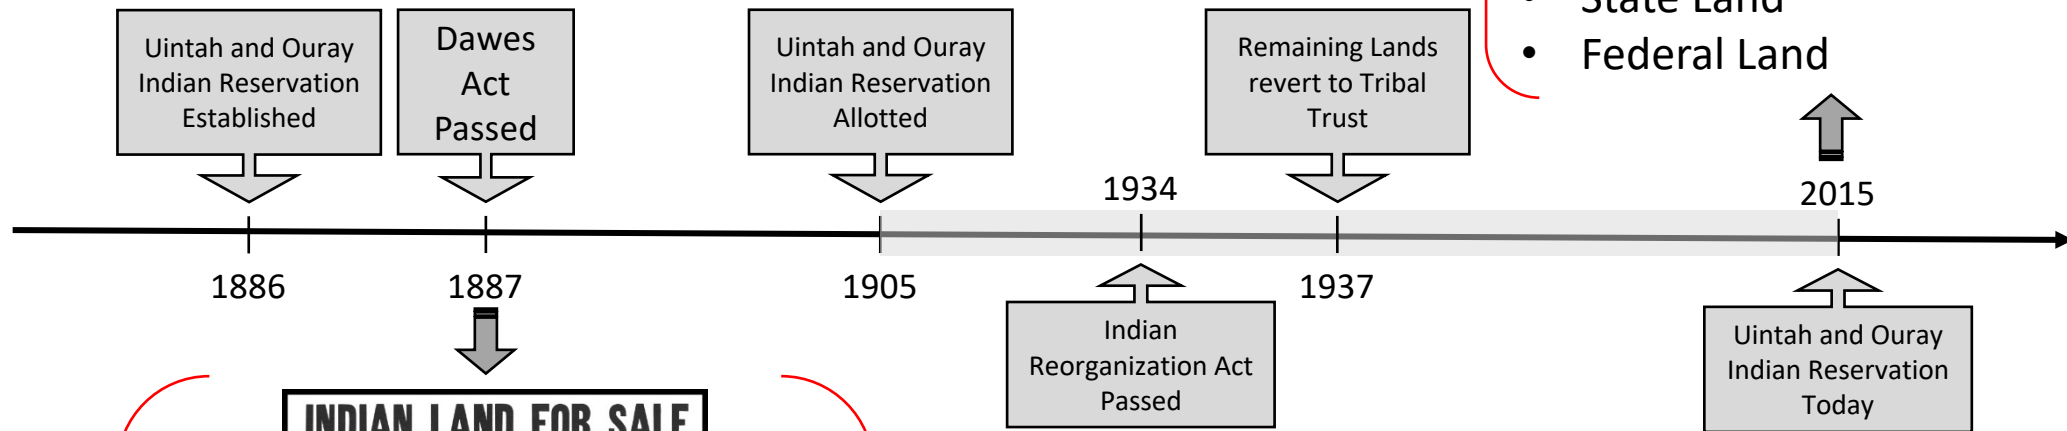 • State Land
• Federal Land
Uintah and Ouray
Indian Reservation
Established
Dawes
Act
Passed
Uintah and Ouray
Indian Reservation
Allotted
Remaining Lands
revert to Tribal
Trust
1934
2015
1886
1887
1905
1937
Indian
Reorganization Act
Passed
Uintah and Ouray
Indian Reservation
Today
INDIAN LAND FOR SALE